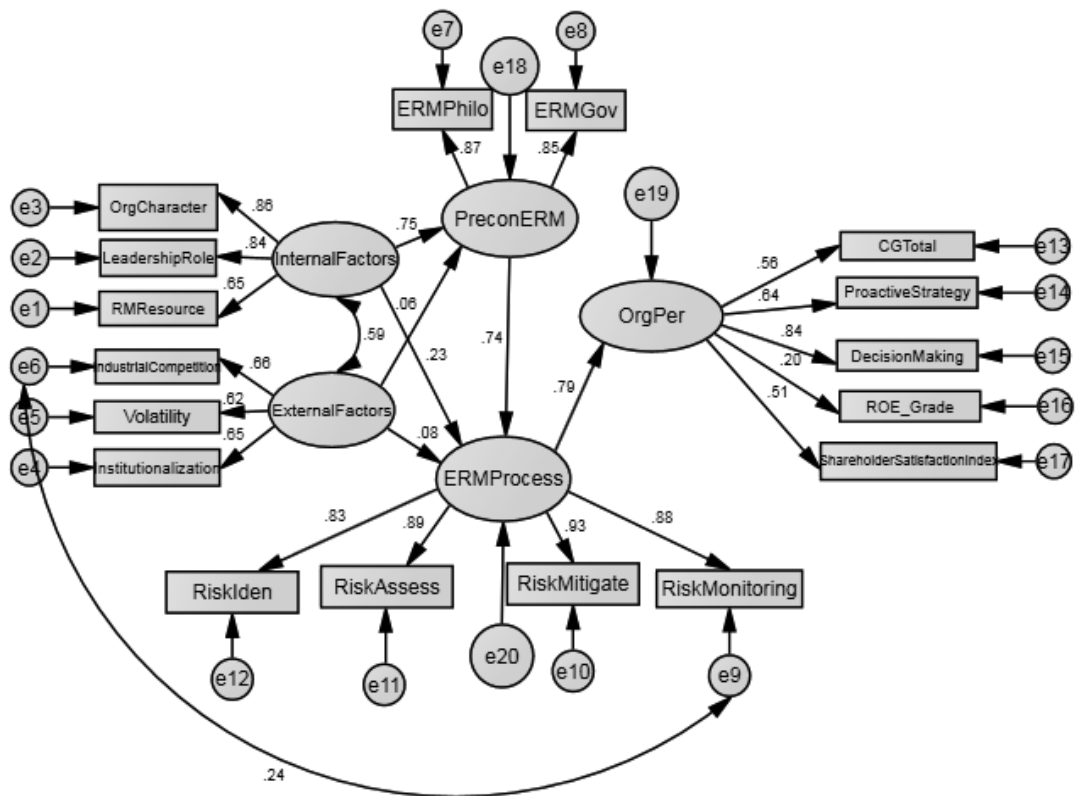 e7
e8
e18
ERMPhilo
ERMGov
.87
.85
e19
e3
OrgCharacter
.86
PreconERM
.75
e2
LeadershipRole
.84
InternalFactors
e13
CGTotal
.56
e1
RMResource
.65
.06
e14
ProactiveStrategy
.64
OrgPer
.59
.23
.74
.84
e15
DecisionMaking
e6
ndustrialCompetition
.66
.20
.79
.51
e16
ROE_Grade
e5
Volatility
.62
ExternalFactors
.08
e4
nstitutionalization
.65
e17
ShareholderSatisfactionIndex
ERMProcess
.83
.89
.93
.88
RiskIden
RiskAssess
RiskMitigate
RiskMonitoring
e12
e11
e20
e10
e9
.24